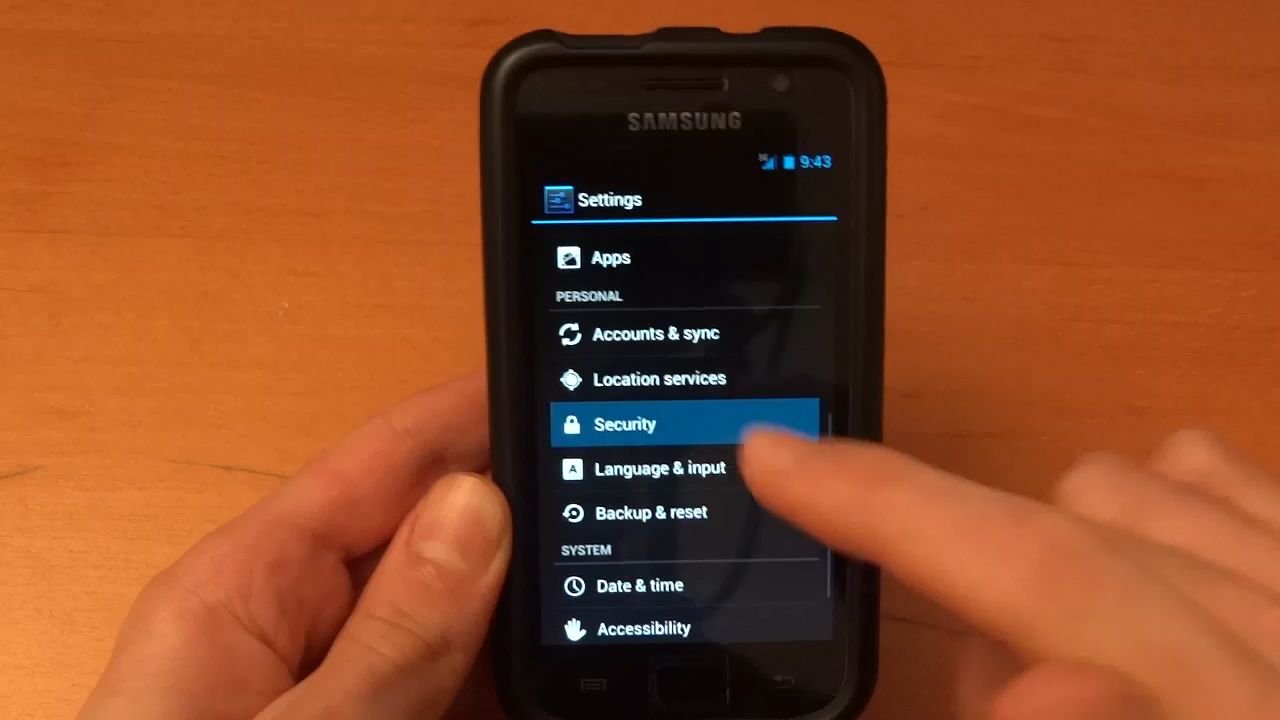 SAMSUNG
9:43
Settings
Apps
PERSONAL
Accounts & sync
Location services
Security
A Language & input
Backup & reset
SYSTEM
Date & time
Accessibility